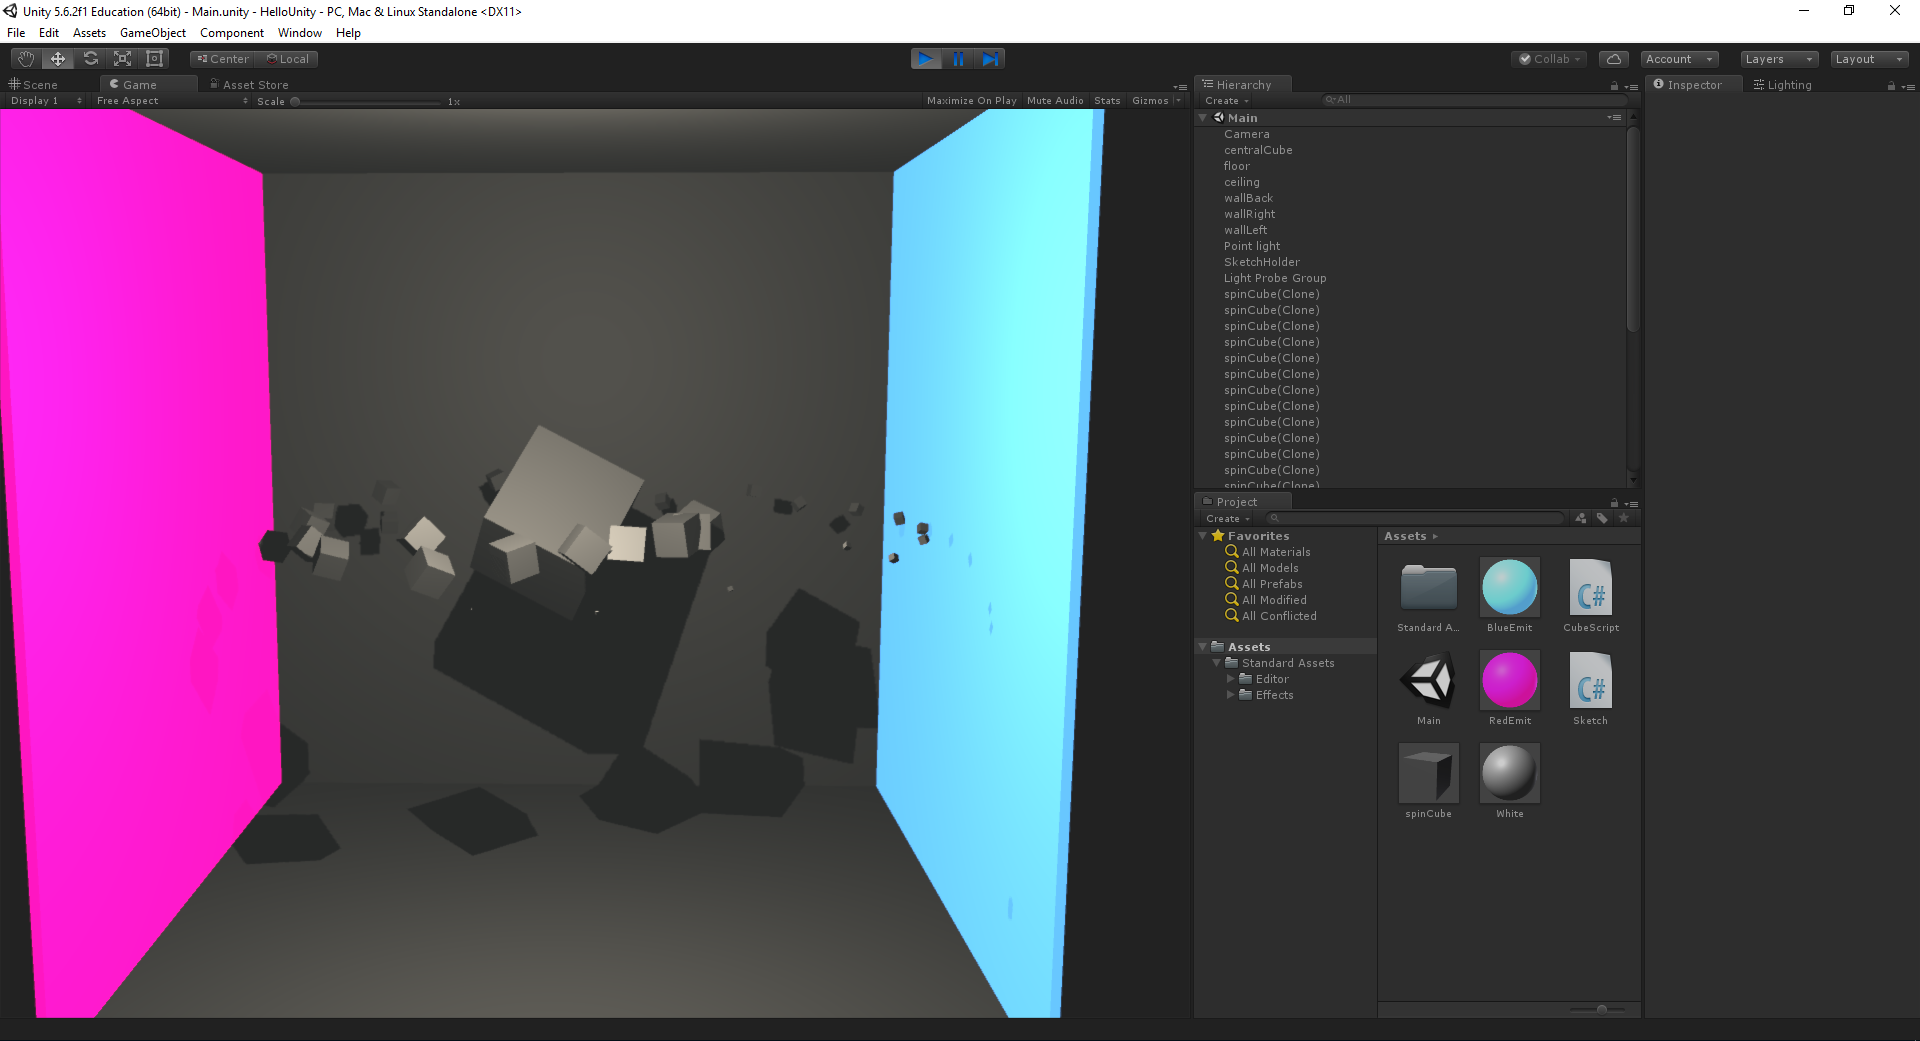 Unity 5.6.2f1 Education (64bit) - Main.unity - HelloUnity - PC, Mac & Linux Standalone <DX11>
File Edit Assets GameObject Component Window Help
Center Local Collab Account Layers Layout
Scene Game Asset Store
Display 1 Free Aspect Scale 1x Maximize On Play Mute Audio Stats Gizmos
Hierarchy
Create All
Main
Camera
centralCube
floor
ceiling
wallBack
wallRight
wallLeft
Point light
SketchHolder
Light Probe Group
spinCube(Clone)
spinCube(Clone)
spinCube(Clone)
spinCube(Clone)
spinCube(Clone)
spinCube(Clone)
spinCube(Clone)
spinCube(Clone)
spinCube(Clone)
spinCube(Clone)
spinCube(Clone)
spinCube(Clone)
spinCube(Clone)
Project
Create
Favorites
All Materials
All Models
All Prefabs
All Modified
All Conflicted
Assets
Standard Assets
Editor
Effects
Assets
C#
Standard A... BlueEmit CubeScript
C#
Main RedEmit Sketch
spinCube White
Inspector Lighting